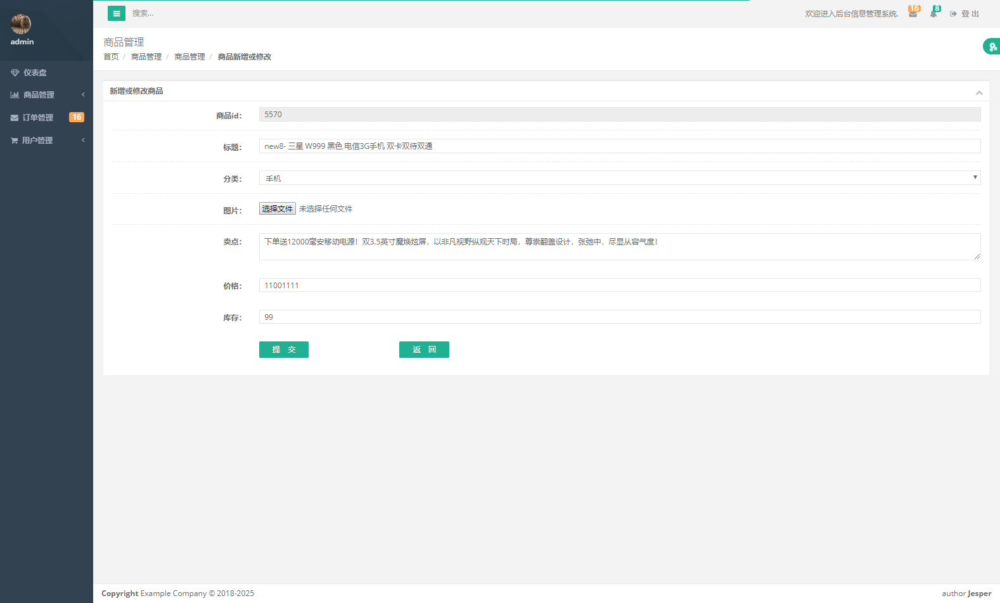 搜索...
欢迎进入后台信息管理系统.
16
8
登 出
admin
仪表盘
商品管理
订单管理 16
用户管理
商品管理
首页 / 商品管理 / 商品管理 / 商品新增或修改
新增或修改商品
商品id： 5570
标题： new8- 三星 W999 黑色 电信3G手机 双卡双待双通
分类： 手机
图片： 选择文件 未选择任何文件
卖点： 下单送12000毫安移动电源！双3.5英寸魔焕炫屏，以非凡视野纵观天下时局，尊崇翻盖设计，张弛中，尽显从容气度！
价格： 11001111
库存： 99
提 交 返 回
Copyright Example Company © 2018-2025
author Jesper